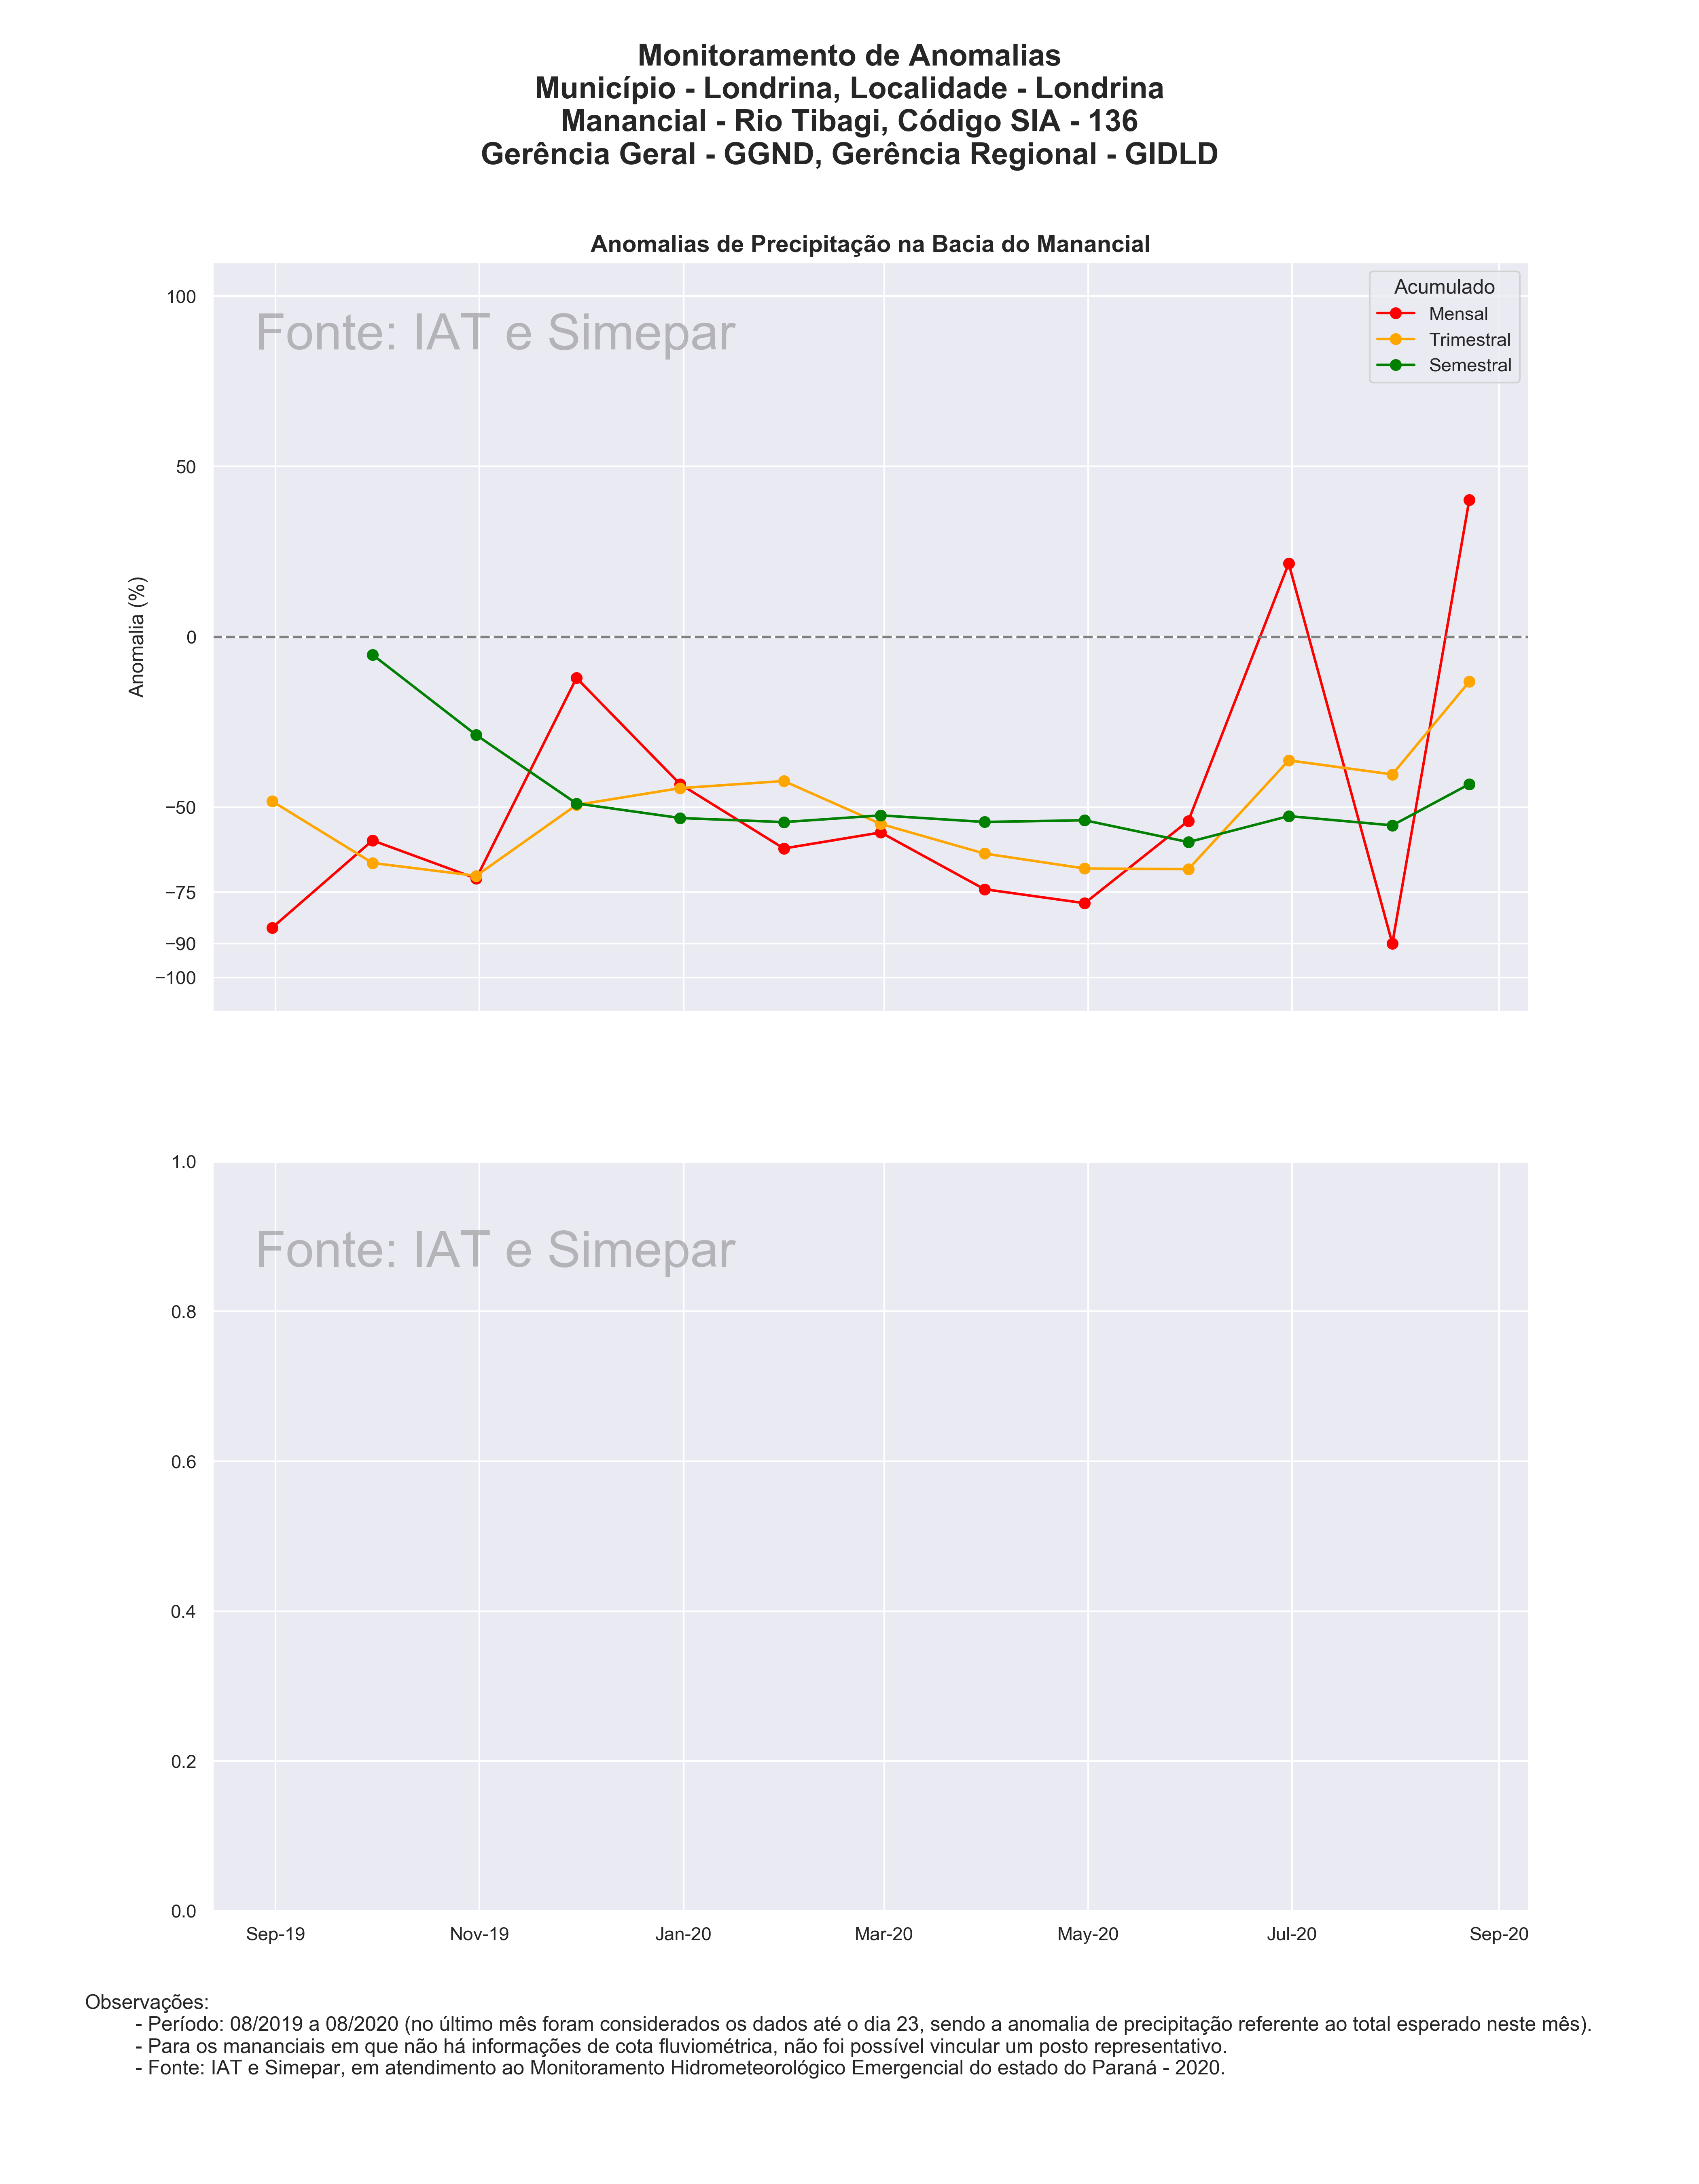 Monitoramento de Anomalias
Município - Londrina, Localidade - Londrina
Manancial - Rio Tibagi, Código SIA - 136
Gerência Geral - GGND, Gerência Regional - GIDLD
Anomalias de Precipitação na Bacia do Manancial
Fonte: IAT e Simepar
Acumulado
Mensal
Trimestral
Semestral
Anomalia (%)
100
50
0
−50
−75
−90
−100
Fonte: IAT e Simepar
1.0
0.8
0.6
0.4
0.2
0.0
Sep-19 Nov-19 Jan-20 Mar-20 May-20 Jul-20 Sep-20
Observações:
- Período: 08/2019 a 08/2020 (no último mês foram considerados os dados até o dia 23, sendo a anomalia de precipitação referente ao total esperado neste mês).
- Para os mananciais em que não há informações de cota fluviométrica, não foi possível vincular um posto representativo.
- Fonte: IAT e Simepar, em atendimento ao Monitoramento Hidrometeorológico Emergencial do estado do Paraná - 2020.